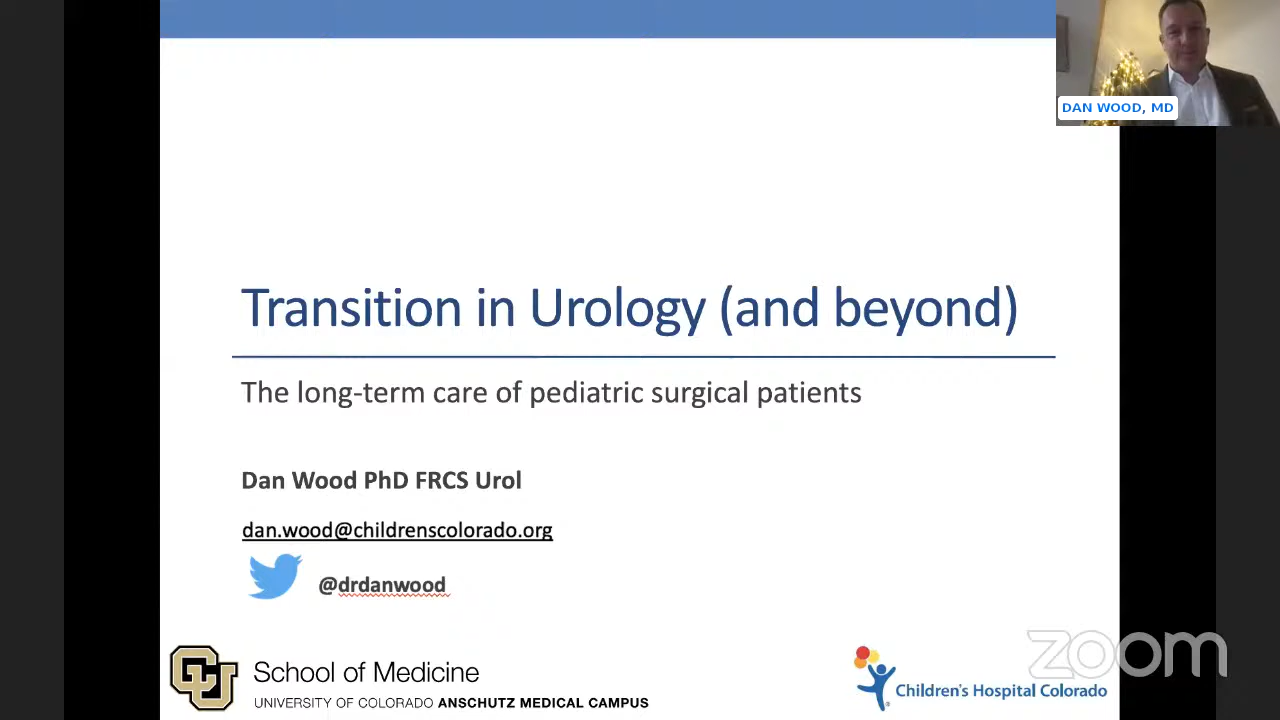 DAN WOOD, MD
Transition in Urology (and beyond)
The long-term care of pediatric surgical patients
Dan Wood PhD FRCS Urol
dan.wood@childrenscolorado.org
@drdanwood
CU
School of Medicine
UNIVERSITY OF COLORADO ANSCHUTZ MEDICAL CAMPUS
Children's Hospital Colorado
zoom